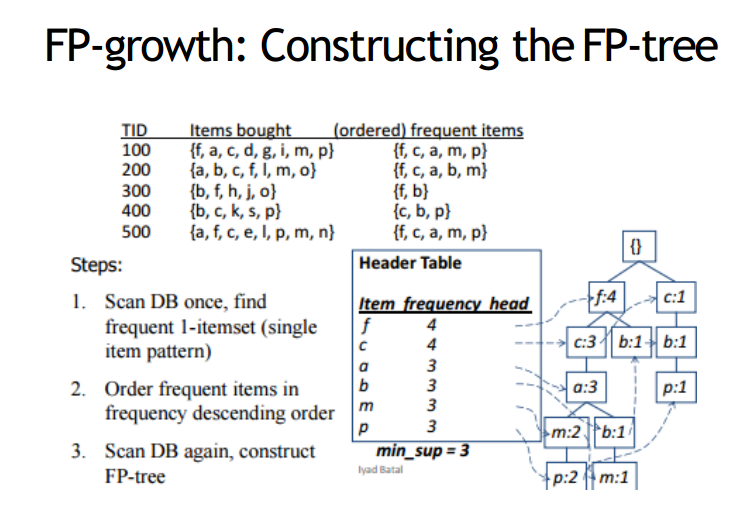 FP-growth: Constructing the FP-tree
TID Items bought (ordered) frequent items
100 {f, a, c, d, g, i, m, p} {f, c, a, m, p}
200 {a, b, c, f, l, m, o} {f, c, a, b, m}
300 {b, f, h, j, o} {f, b}
400 {b, c, k, s, p} {c, b, p}
500 {a, f, c, e, l, p, m, n} {f, c, a, m, p}
Steps:
1. Scan DB once, find
frequent 1-itemset (single
item pattern)
2. Order frequent items in
frequency descending order
3. Scan DB again, construct
FP-tree
Header Table
Item frequency head
f 4
c 4
a 3
b 3
m 3
p 3
min_sup = 3
Iyad Batal
{}
f:4 c:1
c:3 b:1 b:1
a:3 p:1
m:2 b:1
p:2 m:1